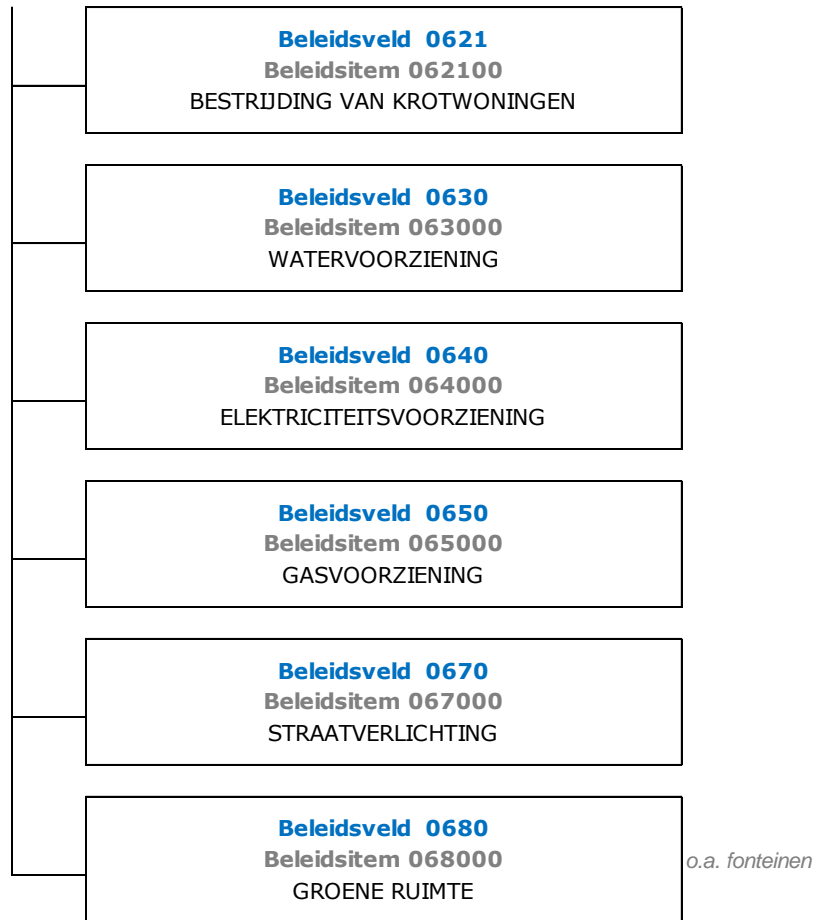 Beleidsveld 0621
Beleidsitem 062100
BESTRIJDING VAN KROTWONINGEN
Beleidsveld 0630
Beleidsitem 063000
WATERVOORZIENING
Beleidsveld 0640
Beleidsitem 064000
ELEKTRICITEITSVOORZIENING
Beleidsveld 0650
Beleidsitem 065000
GASVOORZIENING
Beleidsveld 0670
Beleidsitem 067000
STRAATVERLICHTING
Beleidsveld 0680
Beleidsitem 068000 o.a. fonteinen
GROENE RUIMTE